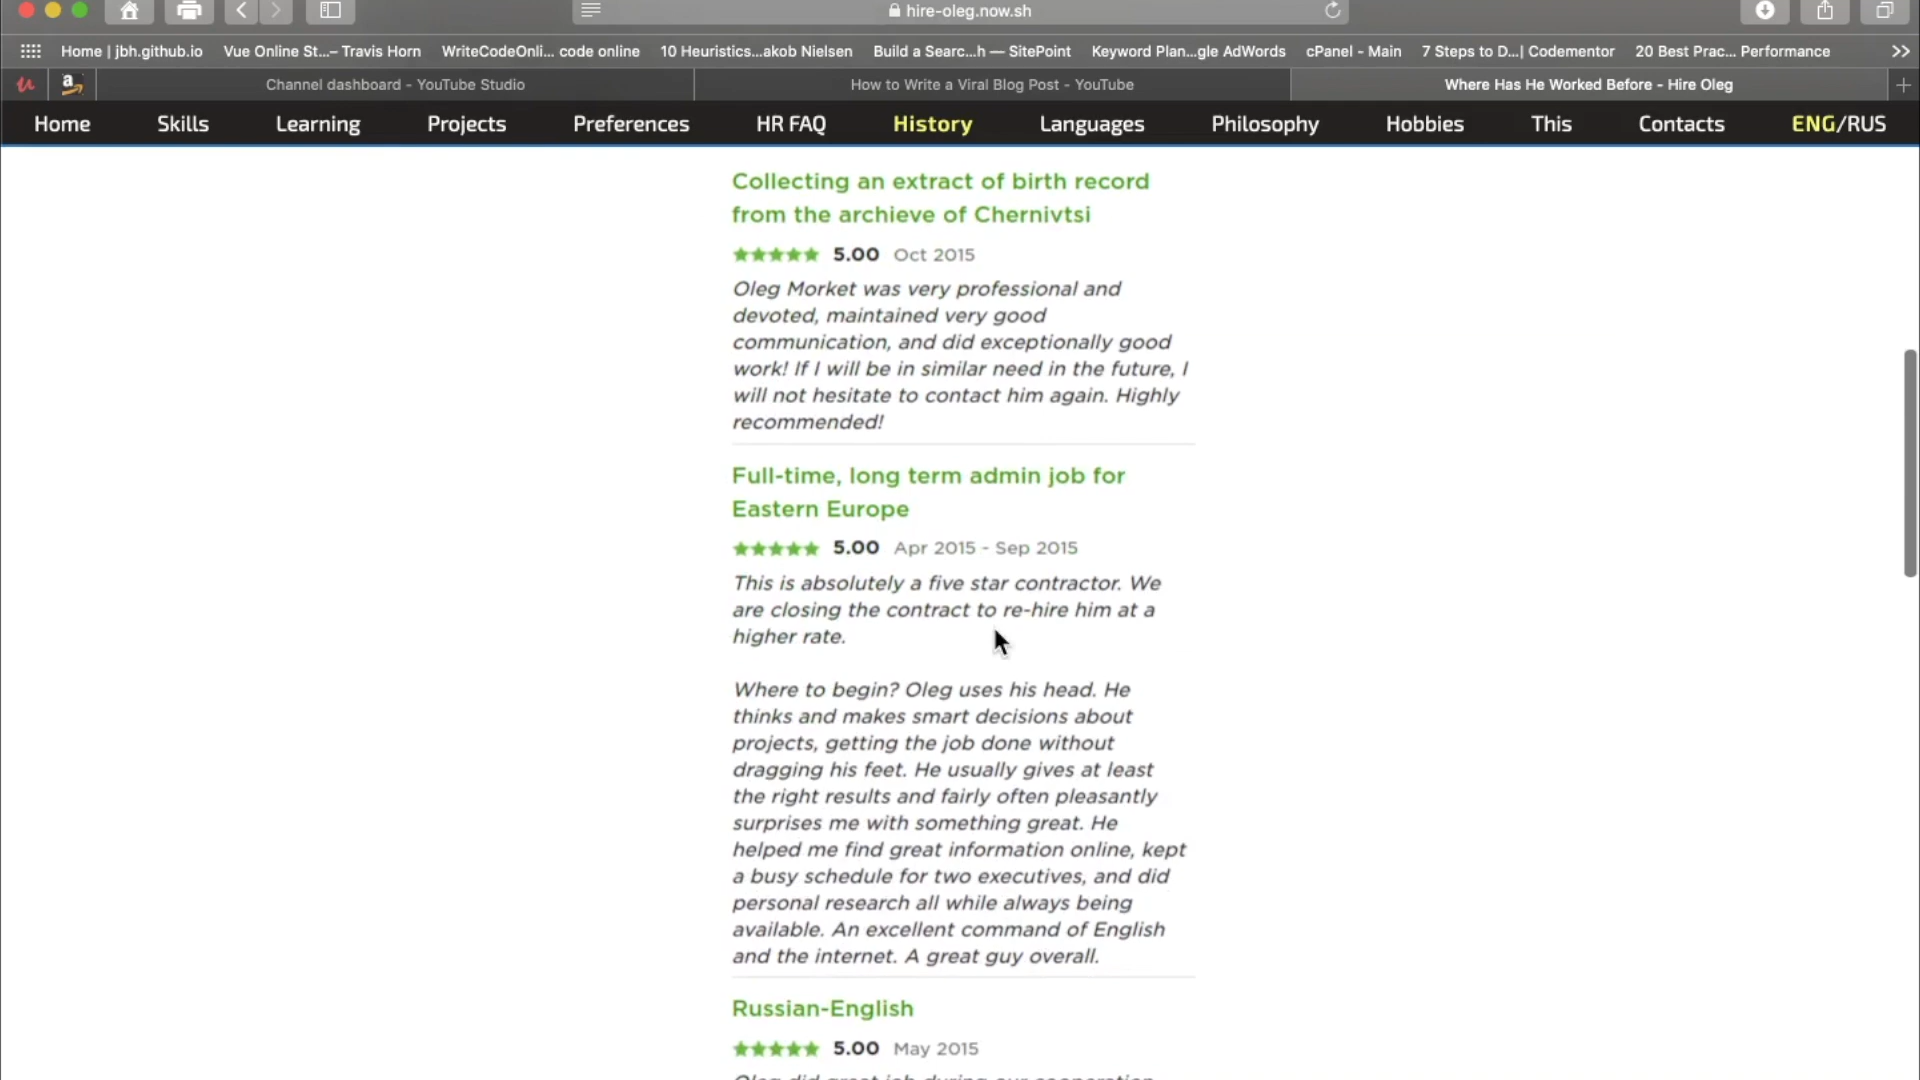 hire-oleg.now.sh
Home | jbh.github.io Vue Online St...– Travis Horn WriteCodeOnli... code online 10 Heuristics...akob Nielsen Build a Searc...h — SitePoint Keyword Plan...gle AdWords cPanel - Main 7 Steps to D...| Codementor 20 Best Prac... Performance
Channel dashboard - YouTube Studio How to Write a Viral Blog Post - YouTube Where Has He Worked Before - Hire Oleg
Home Skills Learning Projects Preferences HR FAQ History Languages Philosophy Hobbies This Contacts ENG/RUS
Collecting an extract of birth record
from the archieve of Chernivtsi
5.00 Oct 2015
Oleg Morket was very professional and
devoted, maintained very good
communication, and did exceptionally good
work! If I will be in similar need in the future, I
will not hesitate to contact him again. Highly
recommended!
Full-time, long term admin job for
Eastern Europe
5.00 Apr 2015 - Sep 2015
This is absolutely a five star contractor. We
are closing the contract to re-hire him at a
higher rate.
Where to begin? Oleg uses his head. He
thinks and makes smart decisions about
projects, getting the job done without
dragging his feet. He usually gives at least
the right results and fairly often pleasantly
surprises me with something great. He
helped me find great information online, kept
a busy schedule for two executives, and did
personal research all while always being
available. An excellent command of English
and the internet. A great guy overall.
Russian-English
5.00 May 2015
Oleg did great job during our cooperation